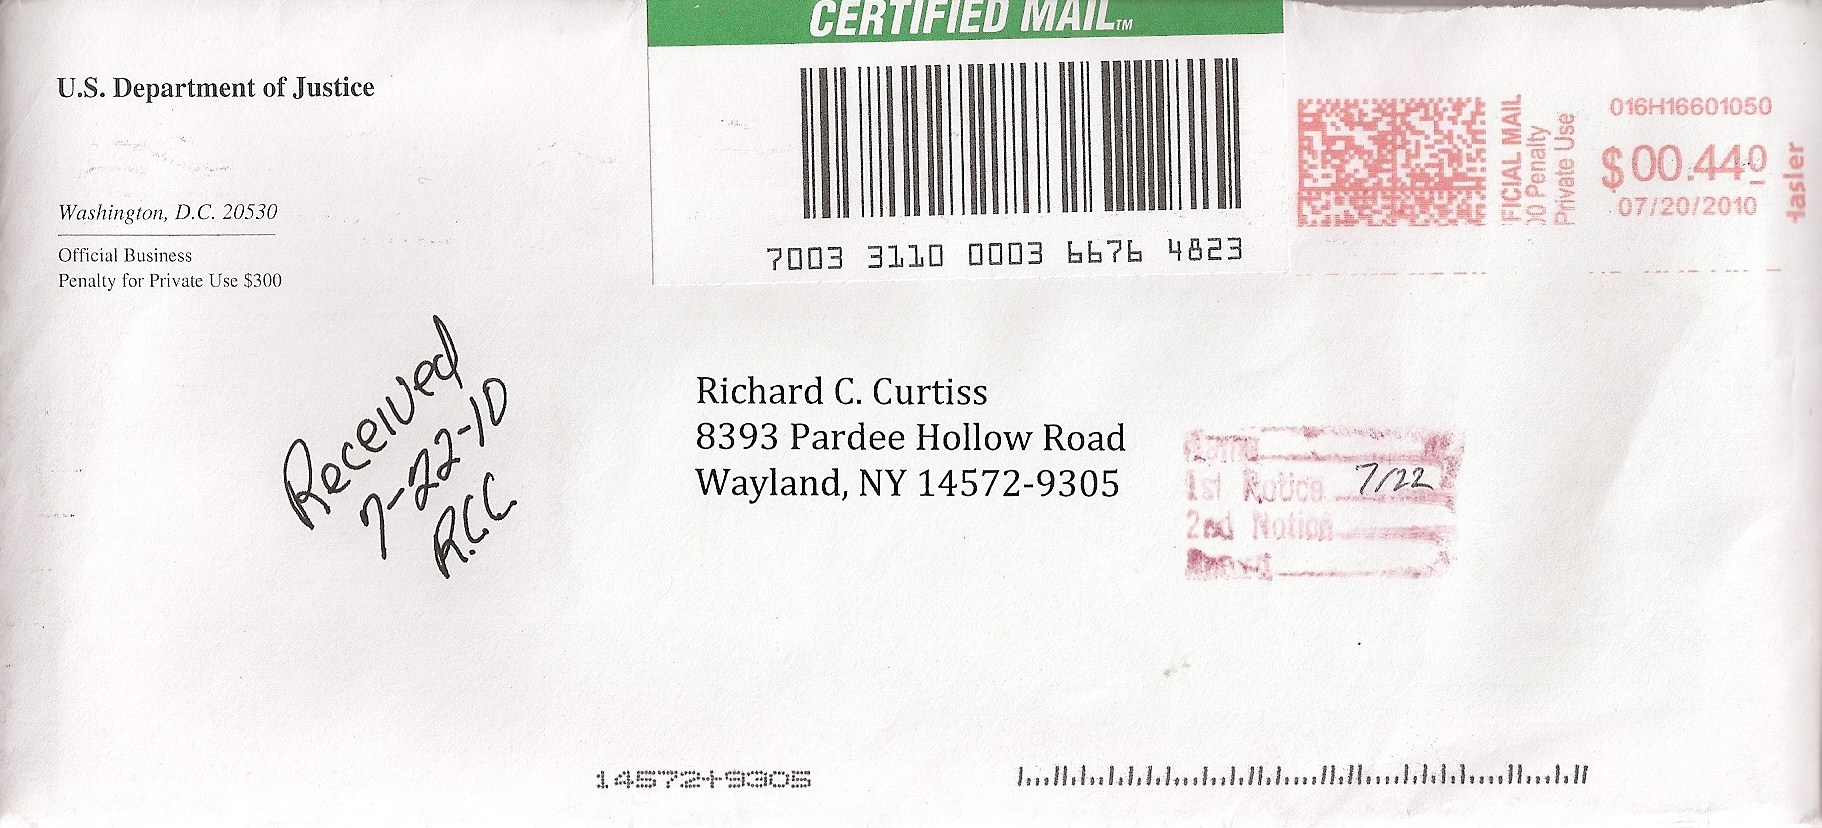 CERTIFIED MAIL™
U.S. Department of Justice
Washington, D.C. 20530
Official Business
Penalty for Private Use $300
7003 3110 0003 6676 4823
FICIAL MAIL
00 Penalty
Private Use
016H16601050
$00.440
07/20/2010
Hasler
Received
7-22-10
R.C.C.
Richard C. Curtiss
8393 Pardee Hollow Road
Wayland, NY 14572-9305
1st Notice 7/22
2nd Notice
14572+9305